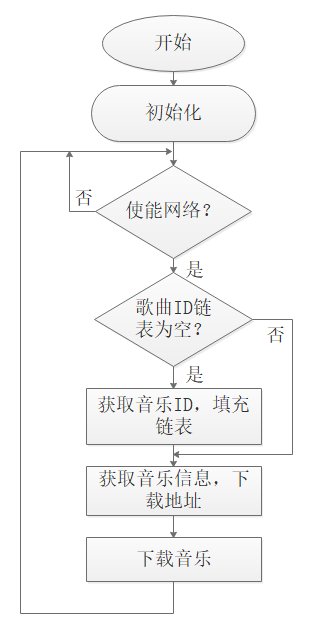 开始
初始化
使能网络？
否
是
歌曲ID链
表为空？
否
是
获取音乐ID，填充
链表
获取音乐信息，下
载地址
下载音乐